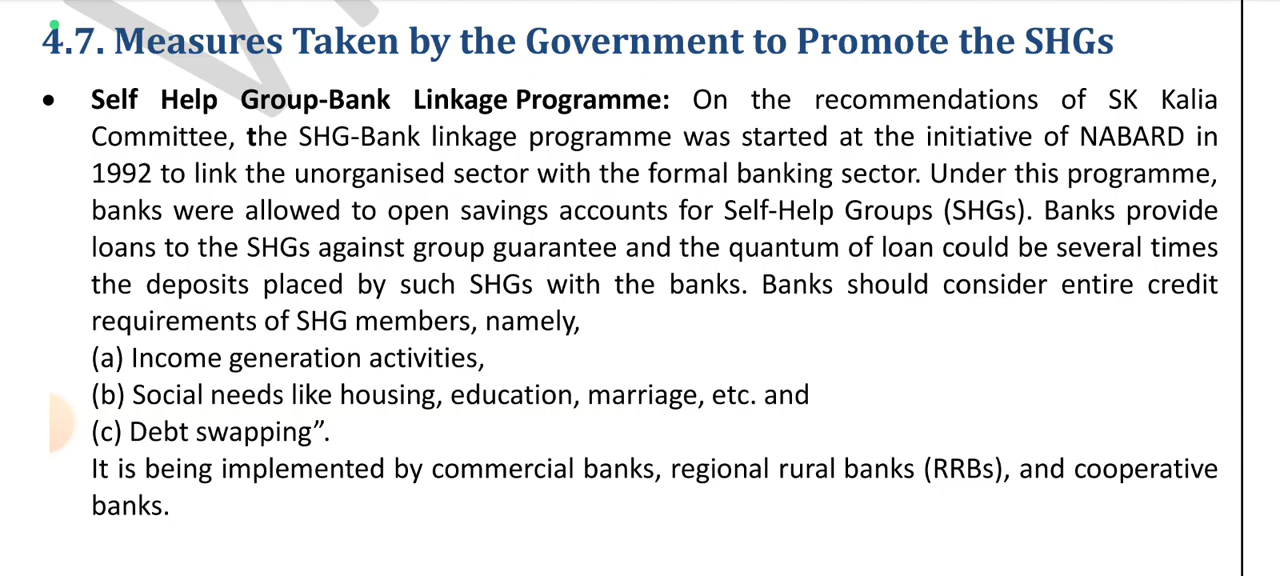 4.7. Measures Taken by the Government to Promote the SHGs
• Self Help Group-Bank Linkage Programme: On the recommendations of SK Kalia
Committee, the SHG-Bank linkage programme was started at the initiative of NABARD in
1992 to link the unorganised sector with the formal banking sector. Under this programme,
banks were allowed to open savings accounts for Self-Help Groups (SHGs). Banks provide
loans to the SHGs against group guarantee and the quantum of loan could be several times
the deposits placed by such SHGs with the banks. Banks should consider entire credit
requirements of SHG members, namely,
(a) Income generation activities,
(b) Social needs like housing, education, marriage, etc. and
(c) Debt swapping”.
It is being implemented by commercial banks, regional rural banks (RRBs), and cooperative
banks.